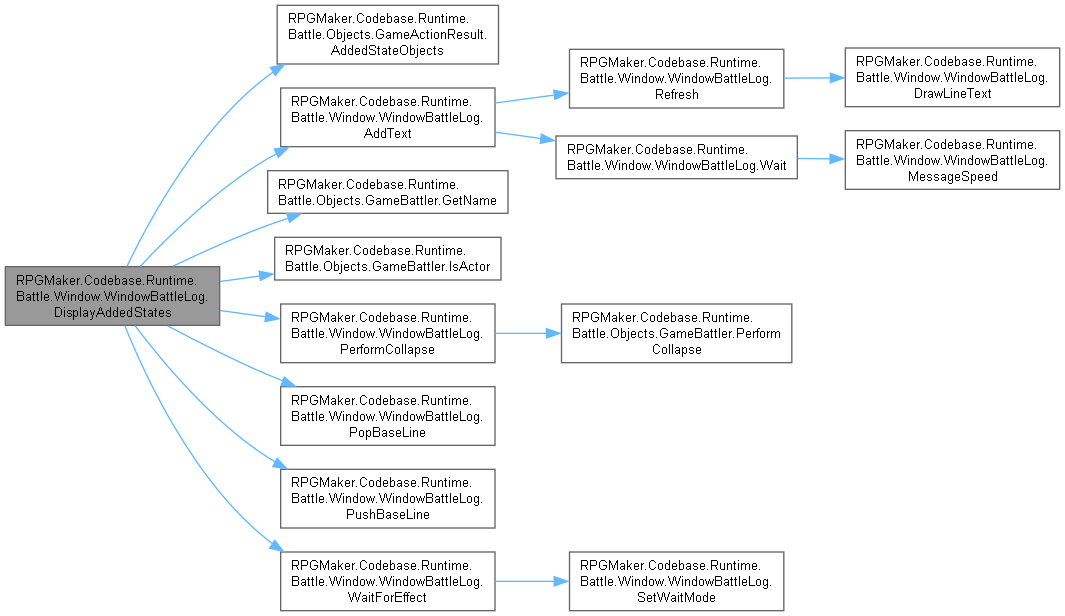 RPGMaker.Codebase.Runtime.
Battle.Objects.GameActionResult.
AddedStateObjects
RPGMaker.Codebase.Runtime.
Battle.Window.WindowBattleLog.
Refresh
RPGMaker.Codebase.Runtime.
Battle.Window.WindowBattleLog.
DrawLineText
RPGMaker.Codebase.Runtime.
Battle.Window.WindowBattleLog.
AddText
RPGMaker.Codebase.Runtime.
Battle.Window.WindowBattleLog.Wait
RPGMaker.Codebase.Runtime.
Battle.Window.WindowBattleLog.
MessageSpeed
RPGMaker.Codebase.Runtime.
Battle.Objects.GameBattler.GetName
RPGMaker.Codebase.Runtime.
Battle.Objects.GameBattler.IsActor
RPGMaker.Codebase.Runtime.
Battle.Window.WindowBattleLog.
DisplayAddedStates
RPGMaker.Codebase.Runtime.
Battle.Window.WindowBattleLog.
PerformCollapse
RPGMaker.Codebase.Runtime.
Battle.Objects.GameBattler.Perform
Collapse
RPGMaker.Codebase.Runtime.
Battle.Window.WindowBattleLog.
PopBaseLine
RPGMaker.Codebase.Runtime.
Battle.Window.WindowBattleLog.
PushBaseLine
RPGMaker.Codebase.Runtime.
Battle.Window.WindowBattleLog.
WaitForEffect
RPGMaker.Codebase.Runtime.
Battle.Window.WindowBattleLog.
SetWaitMode